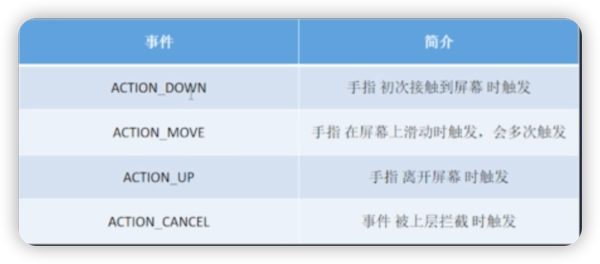 事件 简介
ACTION_DOWN 手指 初次接触到屏幕 时触发
ACTION_MOVE 手指 在屏幕上滑动时触发，会多次触发
ACTION_UP 手指 离开屏幕 时触发
ACTION_CANCEL 事件 被上层拦截 时触发